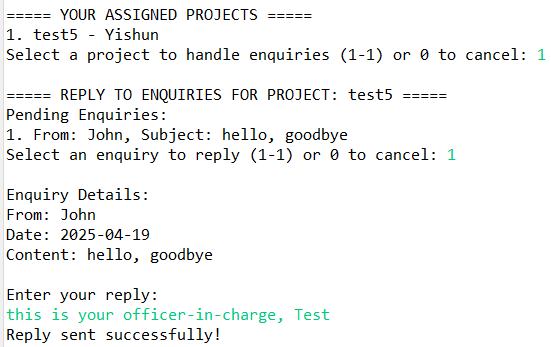 ===== YOUR ASSIGNED PROJECTS =====
1. test5 - Yishun
Select a project to handle enquiries (1-1) or 0 to cancel: 1
===== REPLY TO ENQUIRIES FOR PROJECT: test5 =====
Pending Enquiries:
1. From: John, Subject: hello, goodbye
Select an enquiry to reply (1-1) or 0 to cancel: 1
Enquiry Details:
From: John
Date: 2025-04-19
Content: hello, goodbye
Enter your reply:
this is your officer-in-charge, Test
Reply sent successfully!